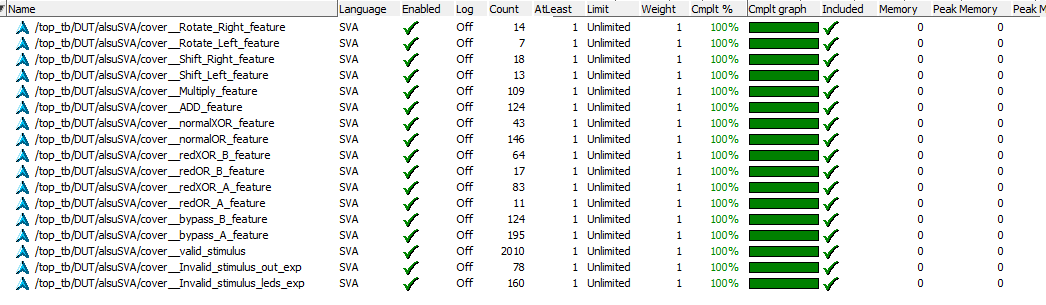 Name Language Enabled Log Count AtLeast Limit Weight Cmplt % Cmplt graph Included Memory Peak Memory Peak M
/top_tb/DUT/alsuSVA/cover__Rotate_Right_feature SVA Off 14 1 Unlimited 1 100% 0 0
/top_tb/DUT/alsuSVA/cover__Rotate_Left_feature SVA Off 7 1 Unlimited 1 100% 0 0
/top_tb/DUT/alsuSVA/cover__Shift_Right_feature SVA Off 18 1 Unlimited 1 100% 0 0
/top_tb/DUT/alsuSVA/cover__Shift_Left_feature SVA Off 13 1 Unlimited 1 100% 0 0
/top_tb/DUT/alsuSVA/cover__Multiply_feature SVA Off 109 1 Unlimited 1 100% 0 0
/top_tb/DUT/alsuSVA/cover__ADD_feature SVA Off 124 1 Unlimited 1 100% 0 0
/top_tb/DUT/alsuSVA/cover__normalXOR_feature SVA Off 43 1 Unlimited 1 100% 0 0
/top_tb/DUT/alsuSVA/cover__normalOR_feature SVA Off 146 1 Unlimited 1 100% 0 0
/top_tb/DUT/alsuSVA/cover__redXOR_B_feature SVA Off 64 1 Unlimited 1 100% 0 0
/top_tb/DUT/alsuSVA/cover__redOR_B_feature SVA Off 17 1 Unlimited 1 100% 0 0
/top_tb/DUT/alsuSVA/cover__redXOR_A_feature SVA Off 83 1 Unlimited 1 100% 0 0
/top_tb/DUT/alsuSVA/cover__redOR_A_feature SVA Off 11 1 Unlimited 1 100% 0 0
/top_tb/DUT/alsuSVA/cover__bypass_B_feature SVA Off 124 1 Unlimited 1 100% 0 0
/top_tb/DUT/alsuSVA/cover__bypass_A_feature SVA Off 195 1 Unlimited 1 100% 0 0
/top_tb/DUT/alsuSVA/cover__valid_stimulus SVA Off 2010 1 Unlimited 1 100% 0 0
/top_tb/DUT/alsuSVA/cover__Invalid_stimulus_out_exp SVA Off 78 1 Unlimited 1 100% 0 0
/top_tb/DUT/alsuSVA/cover__Invalid_stimulus_leds_exp SVA Off 160 1 Unlimited 1 100% 0 0